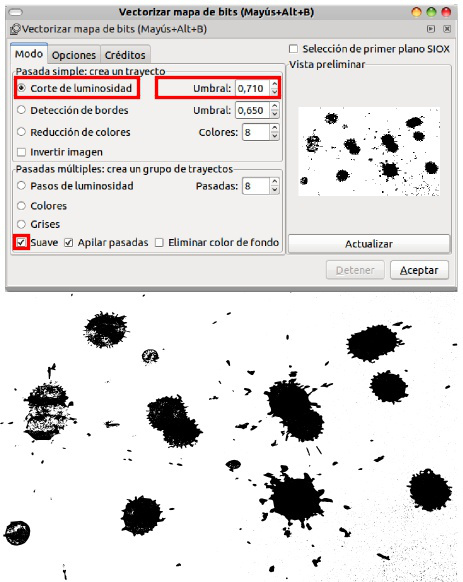 Vectorizar mapa de bits (Mayús+Alt+B)
Vectorizar mapa de bits (Mayús+Alt+B)
Modo Opciones Créditos
Selección de primer plano SIOX
Pasada simple: crea un trayecto
Vista preliminar
Corte de luminosidad Umbral: 0,710
Detección de bordes Umbral: 0,650
Reducción de colores Colores: 8
Invertir imagen
Pasadas múltiples: crea un grupo de trayectos
Pasos de luminosidad Pasadas: 8
Colores
Grises
Suave Apilar pasadas Eliminar color de fondo
Actualizar
Detener Aceptar